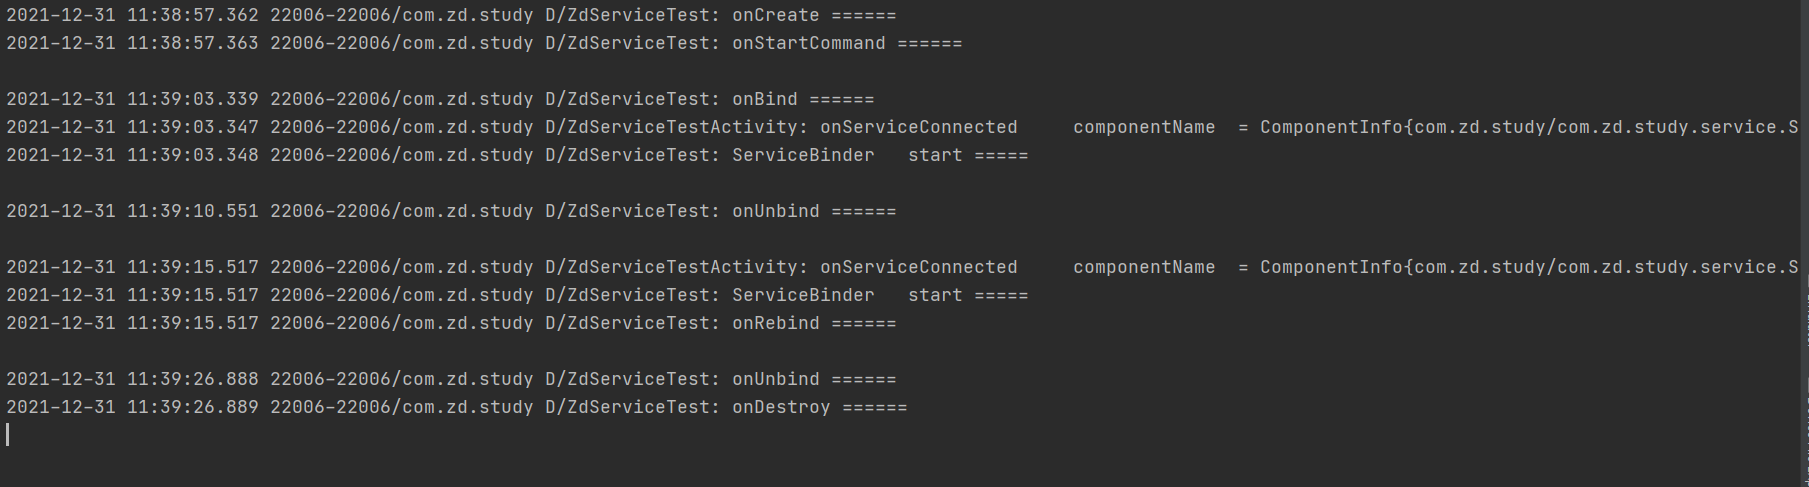 2021-12-31 11:38:57.362 22006-22006/com.zd.study D/ZdServiceTest: onCreate ======
2021-12-31 11:38:57.363 22006-22006/com.zd.study D/ZdServiceTest: onStartCommand ======
2021-12-31 11:39:03.339 22006-22006/com.zd.study D/ZdServiceTest: onBind ======
2021-12-31 11:39:03.347 22006-22006/com.zd.study D/ZdServiceTestActivity: onServiceConnected     componentName  = ComponentInfo{com.zd.study/com.zd.study.service.S
2021-12-31 11:39:03.348 22006-22006/com.zd.study D/ZdServiceTest: ServiceBinder   start =====
2021-12-31 11:39:10.551 22006-22006/com.zd.study D/ZdServiceTest: onUnbind ======
2021-12-31 11:39:15.517 22006-22006/com.zd.study D/ZdServiceTestActivity: onServiceConnected     componentName  = ComponentInfo{com.zd.study/com.zd.study.service.S
2021-12-31 11:39:15.517 22006-22006/com.zd.study D/ZdServiceTest: ServiceBinder   start =====
2021-12-31 11:39:15.517 22006-22006/com.zd.study D/ZdServiceTest: onRebind ======
2021-12-31 11:39:26.888 22006-22006/com.zd.study D/ZdServiceTest: onUnbind ======
2021-12-31 11:39:26.889 22006-22006/com.zd.study D/ZdServiceTest: onDestroy ======